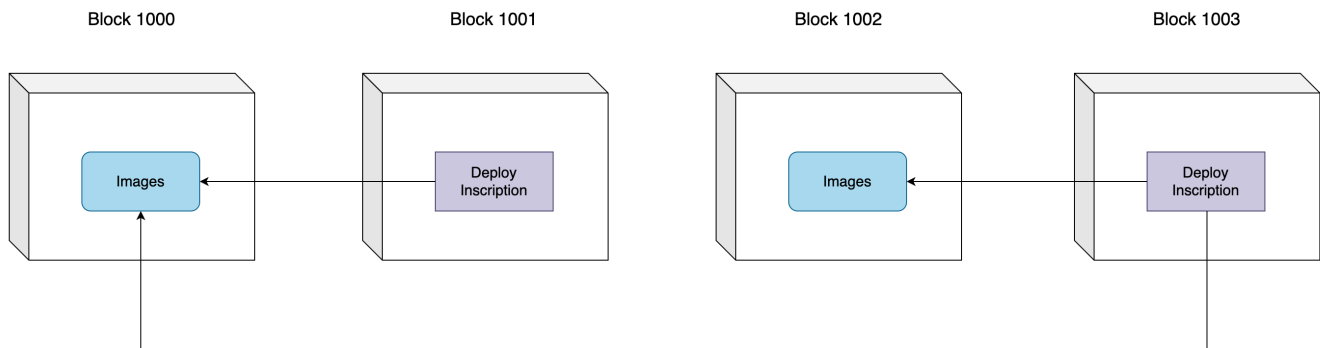 Block 1000
Block 1001
Block 1002
Block 1003
Images
Deploy
Inscription
Images
Deploy
Inscription